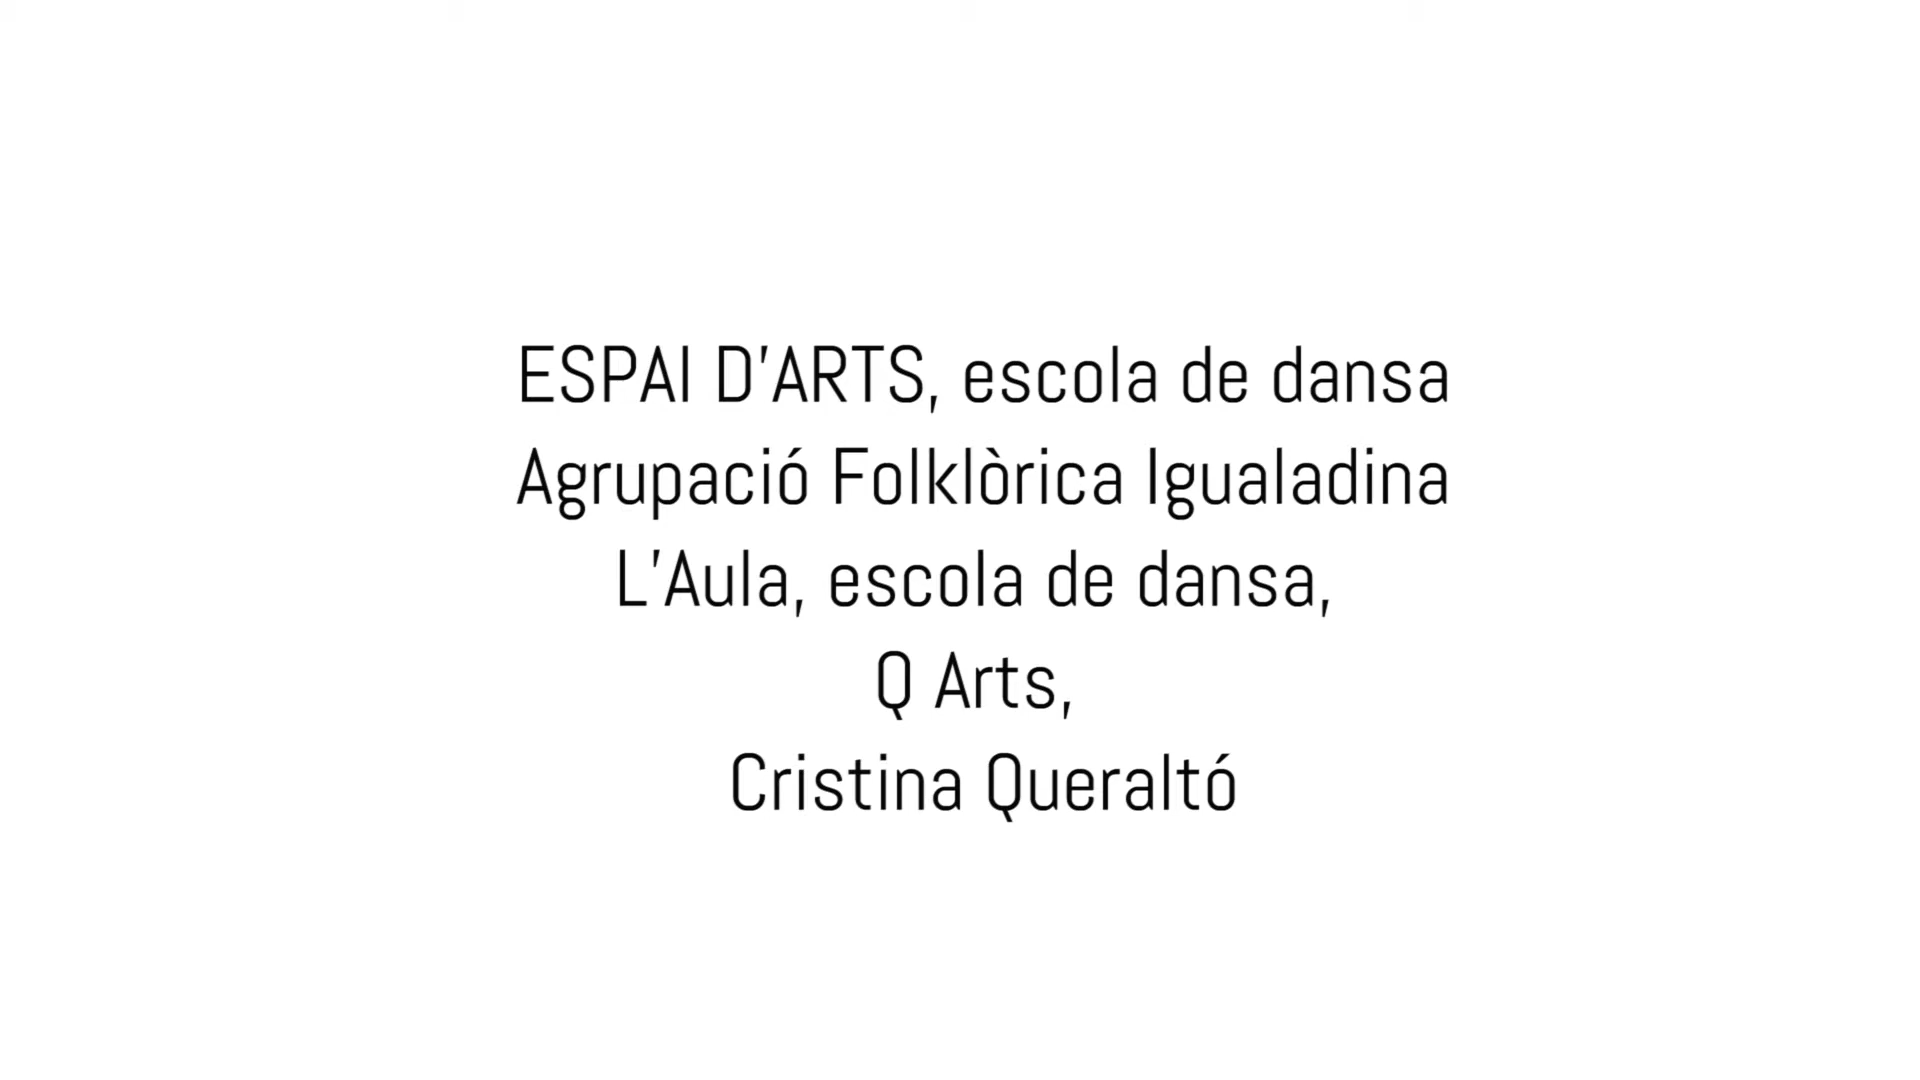 ESPAI D'ARTS, escola de dansa
Agrupació Folklòrica Igualadina
L'Aula, escola de dansa,
Q Arts,
Cristina Queraltó